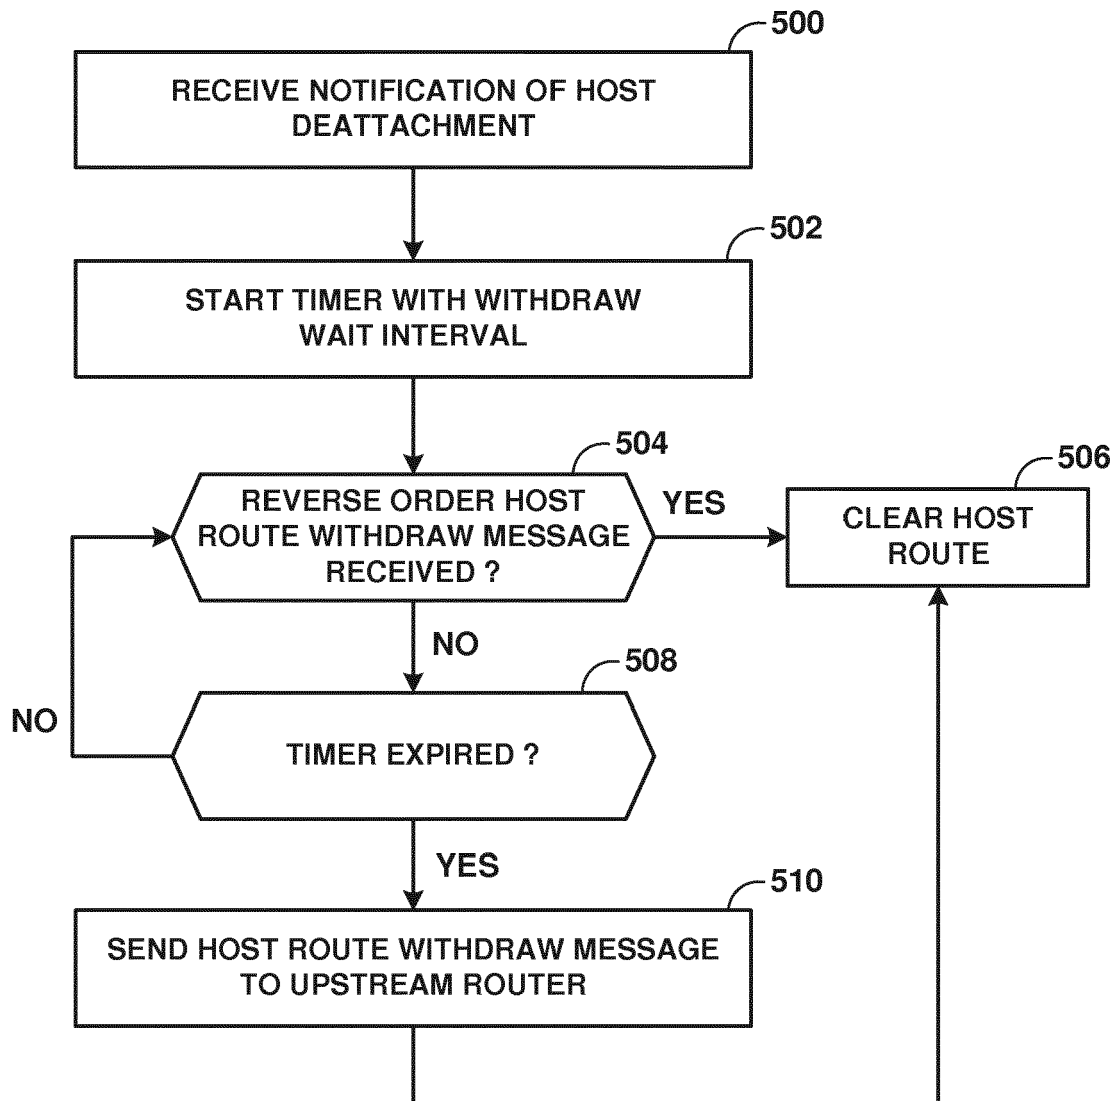 500
RECEIVE NOTIFICATION OF HOST
DEATTACHMENT
502
START TIMER WITH WITHDRAW
WAIT INTERVAL
504
REVERSE ORDER HOST
ROUTE WITHDRAW MESSAGE
RECEIVED ?
YES
506
CLEAR HOST
ROUTE
NO
508
NO
TIMER EXPIRED ?
YES
510
SEND HOST ROUTE WITHDRAW MESSAGE
TO UPSTREAM ROUTER